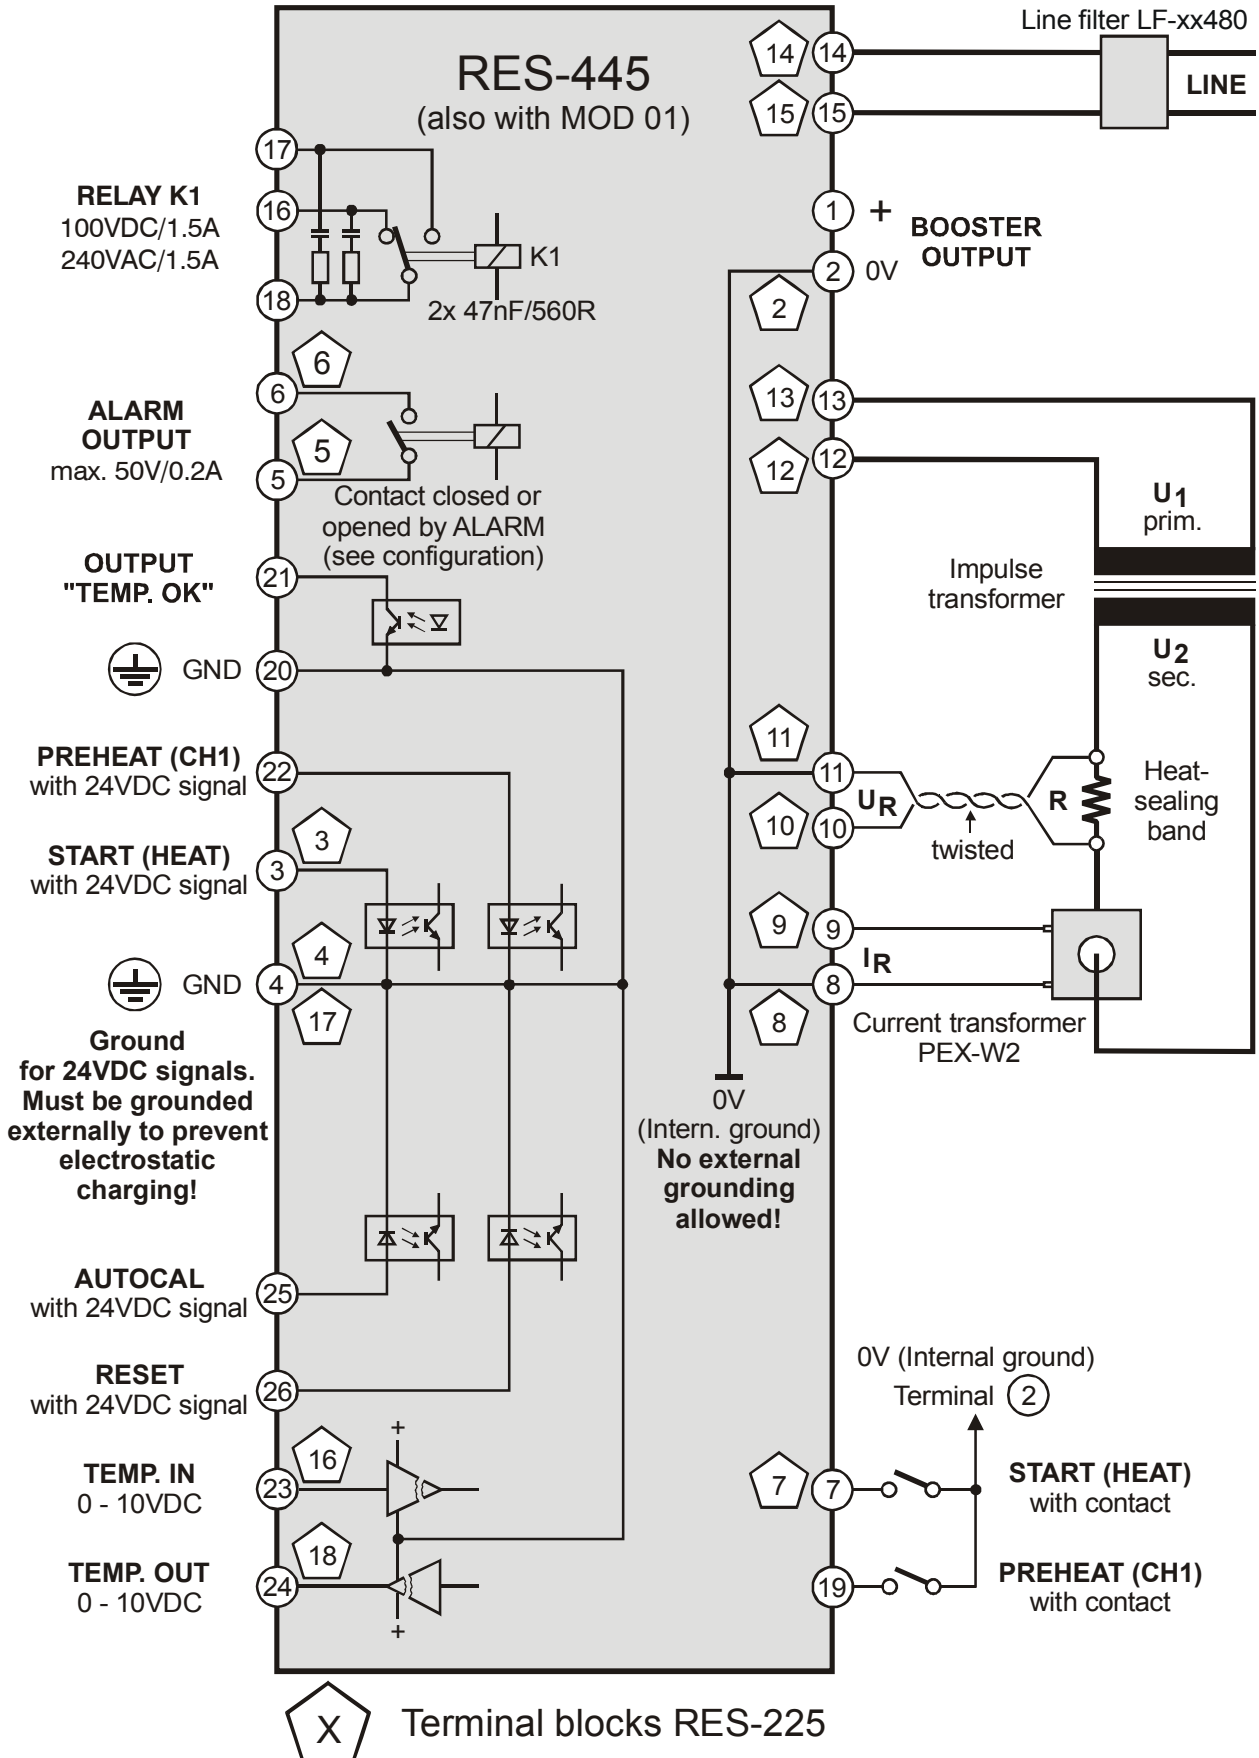 Line filter LF-xx480
RES-445
(also with MOD 01)
14
14
LINE
15
15
17
RELAY K1
100VDC/1.5A
240VAC/1.5A
16
18
K1
2x 47nF/560R
1
+
BOOSTER
OUTPUT
2
0V
2
6
6
ALARM
OUTPUT
max. 50V/0.2A
5
5
Contact closed or
opened by ALARM
(see configuration)
13
13
12
12
U1
prim.
Impulse
transformer
U2
sec.
OUTPUT
"TEMP. OK"
21
GND
20
PREHEAT (CH1)
with 24VDC signal
22
START (HEAT)
with 24VDC signal
3
3
11
11
UR
10
10
twisted
R
Heat-
sealing
band
9
9
IR
8
8
Current transformer
PEX-W2
GND
4
4
17
Ground
for 24VDC signals.
Must be grounded
externally to prevent
electrostatic
charging!
0V
(Intern. ground)
No external
grounding
allowed!
AUTOCAL
with 24VDC signal
25
RESET
with 24VDC signal
26
0V (Internal ground)
Terminal 2
TEMP. IN
0 - 10VDC
23
16
+
7
7
START (HEAT)
with contact
TEMP. OUT
0 - 10VDC
24
18
+
19
PREHEAT (CH1)
with contact
X Terminal blocks RES-225